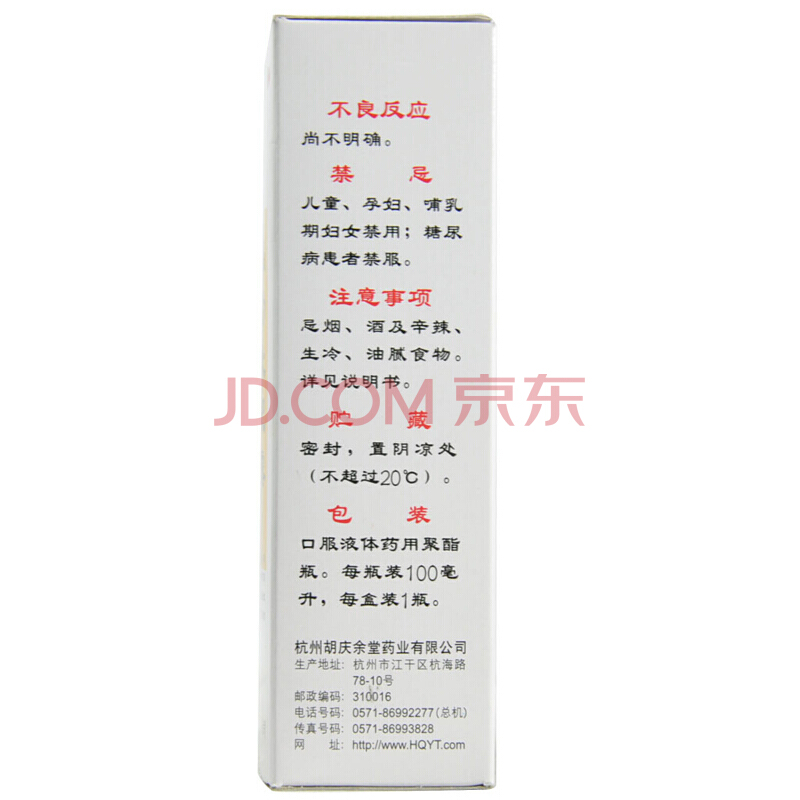 不良反应
尚不明确。
禁 忌
儿童、孕妇、哺乳
期妇女禁用；糖尿
病患者禁服。
注意事项
忌烟、酒及辛辣、
生冷、油腻食物。
详见说明书。
JD.COM 京东
贮 藏
密封，置阴凉处
（不超过20℃）。
包 装
口服液体药用聚酯
瓶。每瓶装100毫
升，每盒装1瓶。
杭州胡庆余堂药业有限公司
生产地址：杭州市江干区杭海路
78-10号
邮政编码：310016
电话号码：0571-86992277(总机)
传真号码：0571-86993828
网 址：http://www.HQYT.com